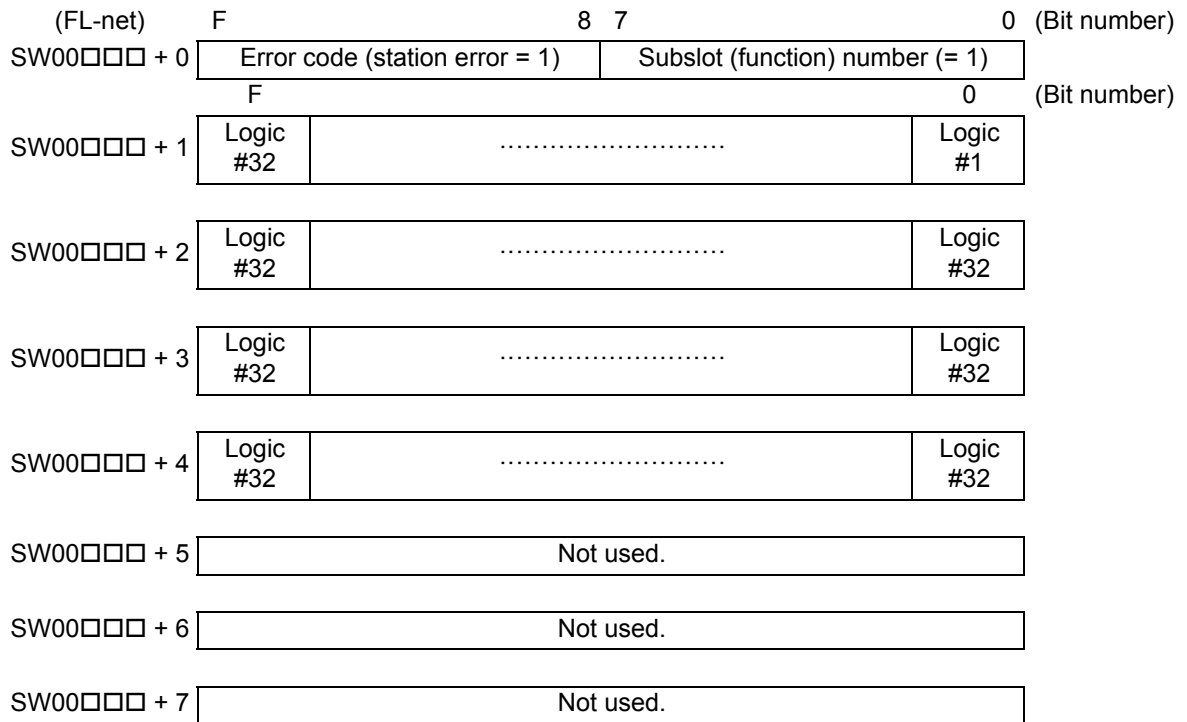 (FL-net) F 8 7 0 (Bit number)
SW00□□□ + 0 Error code (station error = 1) Subslot (function) number (= 1)
F 0 (Bit number)
SW00□□□ + 1 Logic #32 ........................... Logic #1
SW00□□□ + 2 Logic #32 ........................... Logic #32
SW00□□□ + 3 Logic #32 ........................... Logic #32
SW00□□□ + 4 Logic #32 ........................... Logic #32
SW00□□□ + 5 Not used.
SW00□□□ + 6 Not used.
SW00□□□ + 7 Not used.